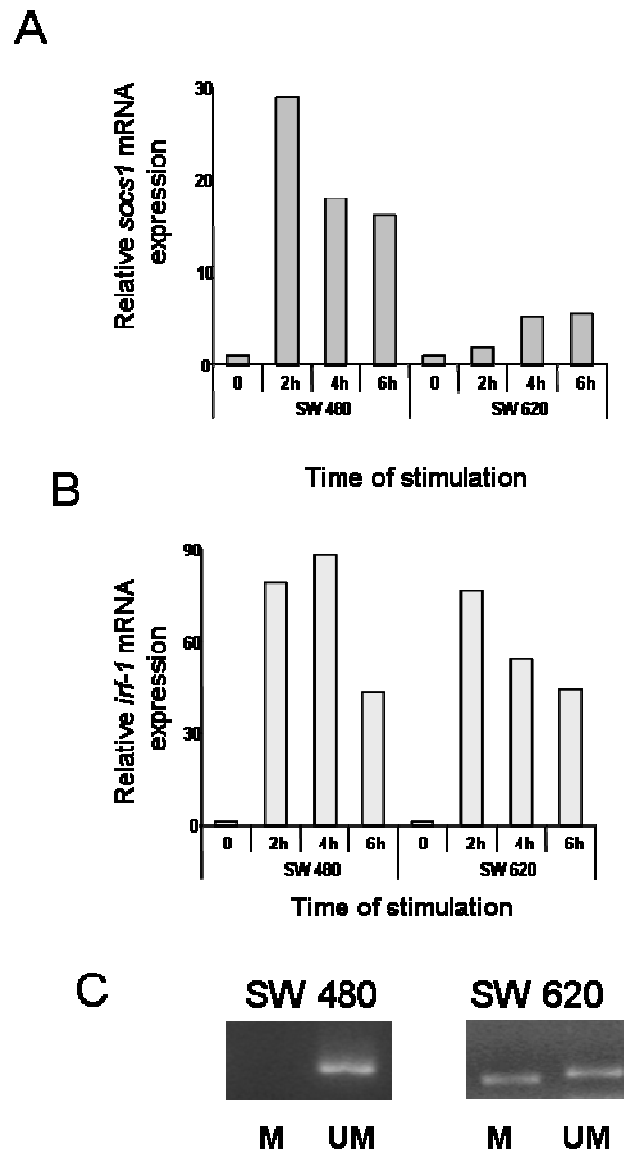 A
Relative socs1 mRNA
expression
30
20
10
0
0 2h 4h 6h 0 2h 4h 6h
SW 480 SW 620
Time of stimulation
B
Relative irf-1 mRNA
expression
90
60
30
0
0 2h 4h 6h 0 2h 4h 6h
SW 480 SW 620
Time of stimulation
C
SW 480 SW 620
M UM M UM